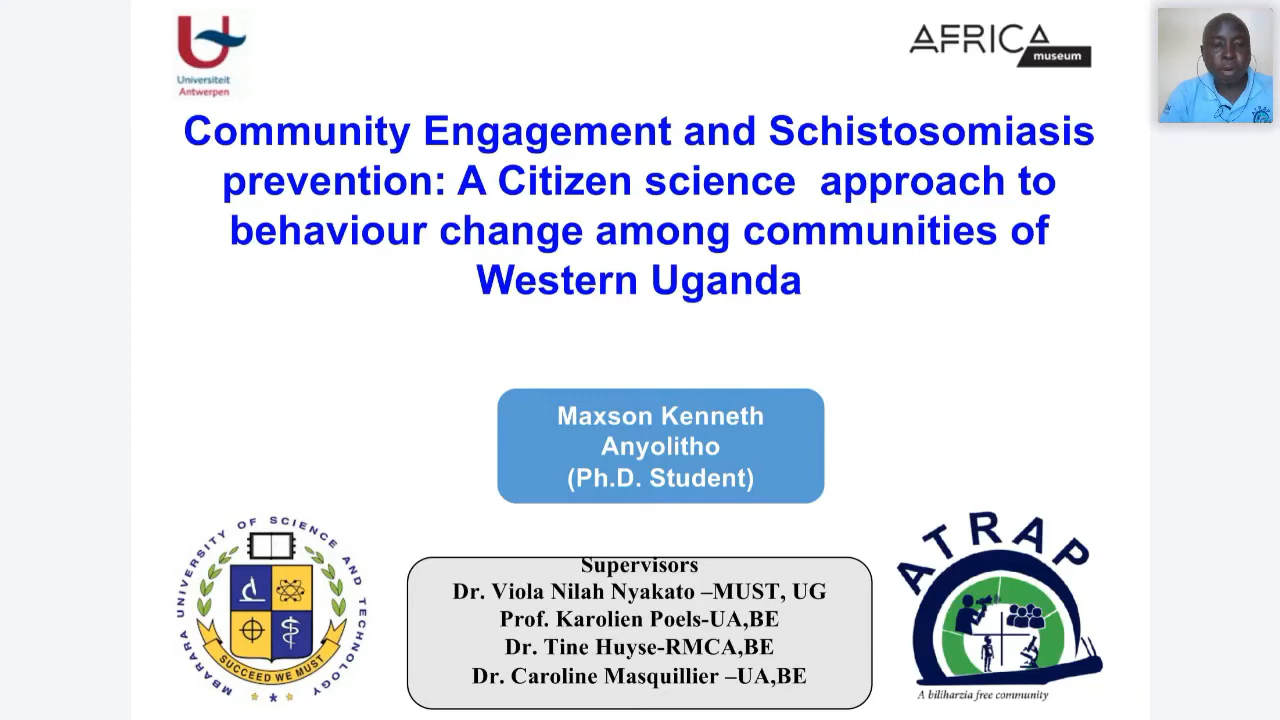 Universiteit
Antwerpen
AFRICA
museum
Community Engagement and Schistosomiasis
prevention: A Citizen science approach to
behaviour change among communities of
Western Uganda
Maxson Kenneth
Anyolitho
(Ph.D. Student)
MBARARA UNIVERSITY OF SCIENCE AND TECHNOLOGY
SUCCEED WE MUST
Supervisors
Dr. Viola Nilah Nyakato –MUST, UG
Prof. Karolien Poels-UA,BE
Dr. Tine Huyse-RMCA,BE
Dr. Caroline Masquillier –UA,BE
ATRAP
A bilharzia free community